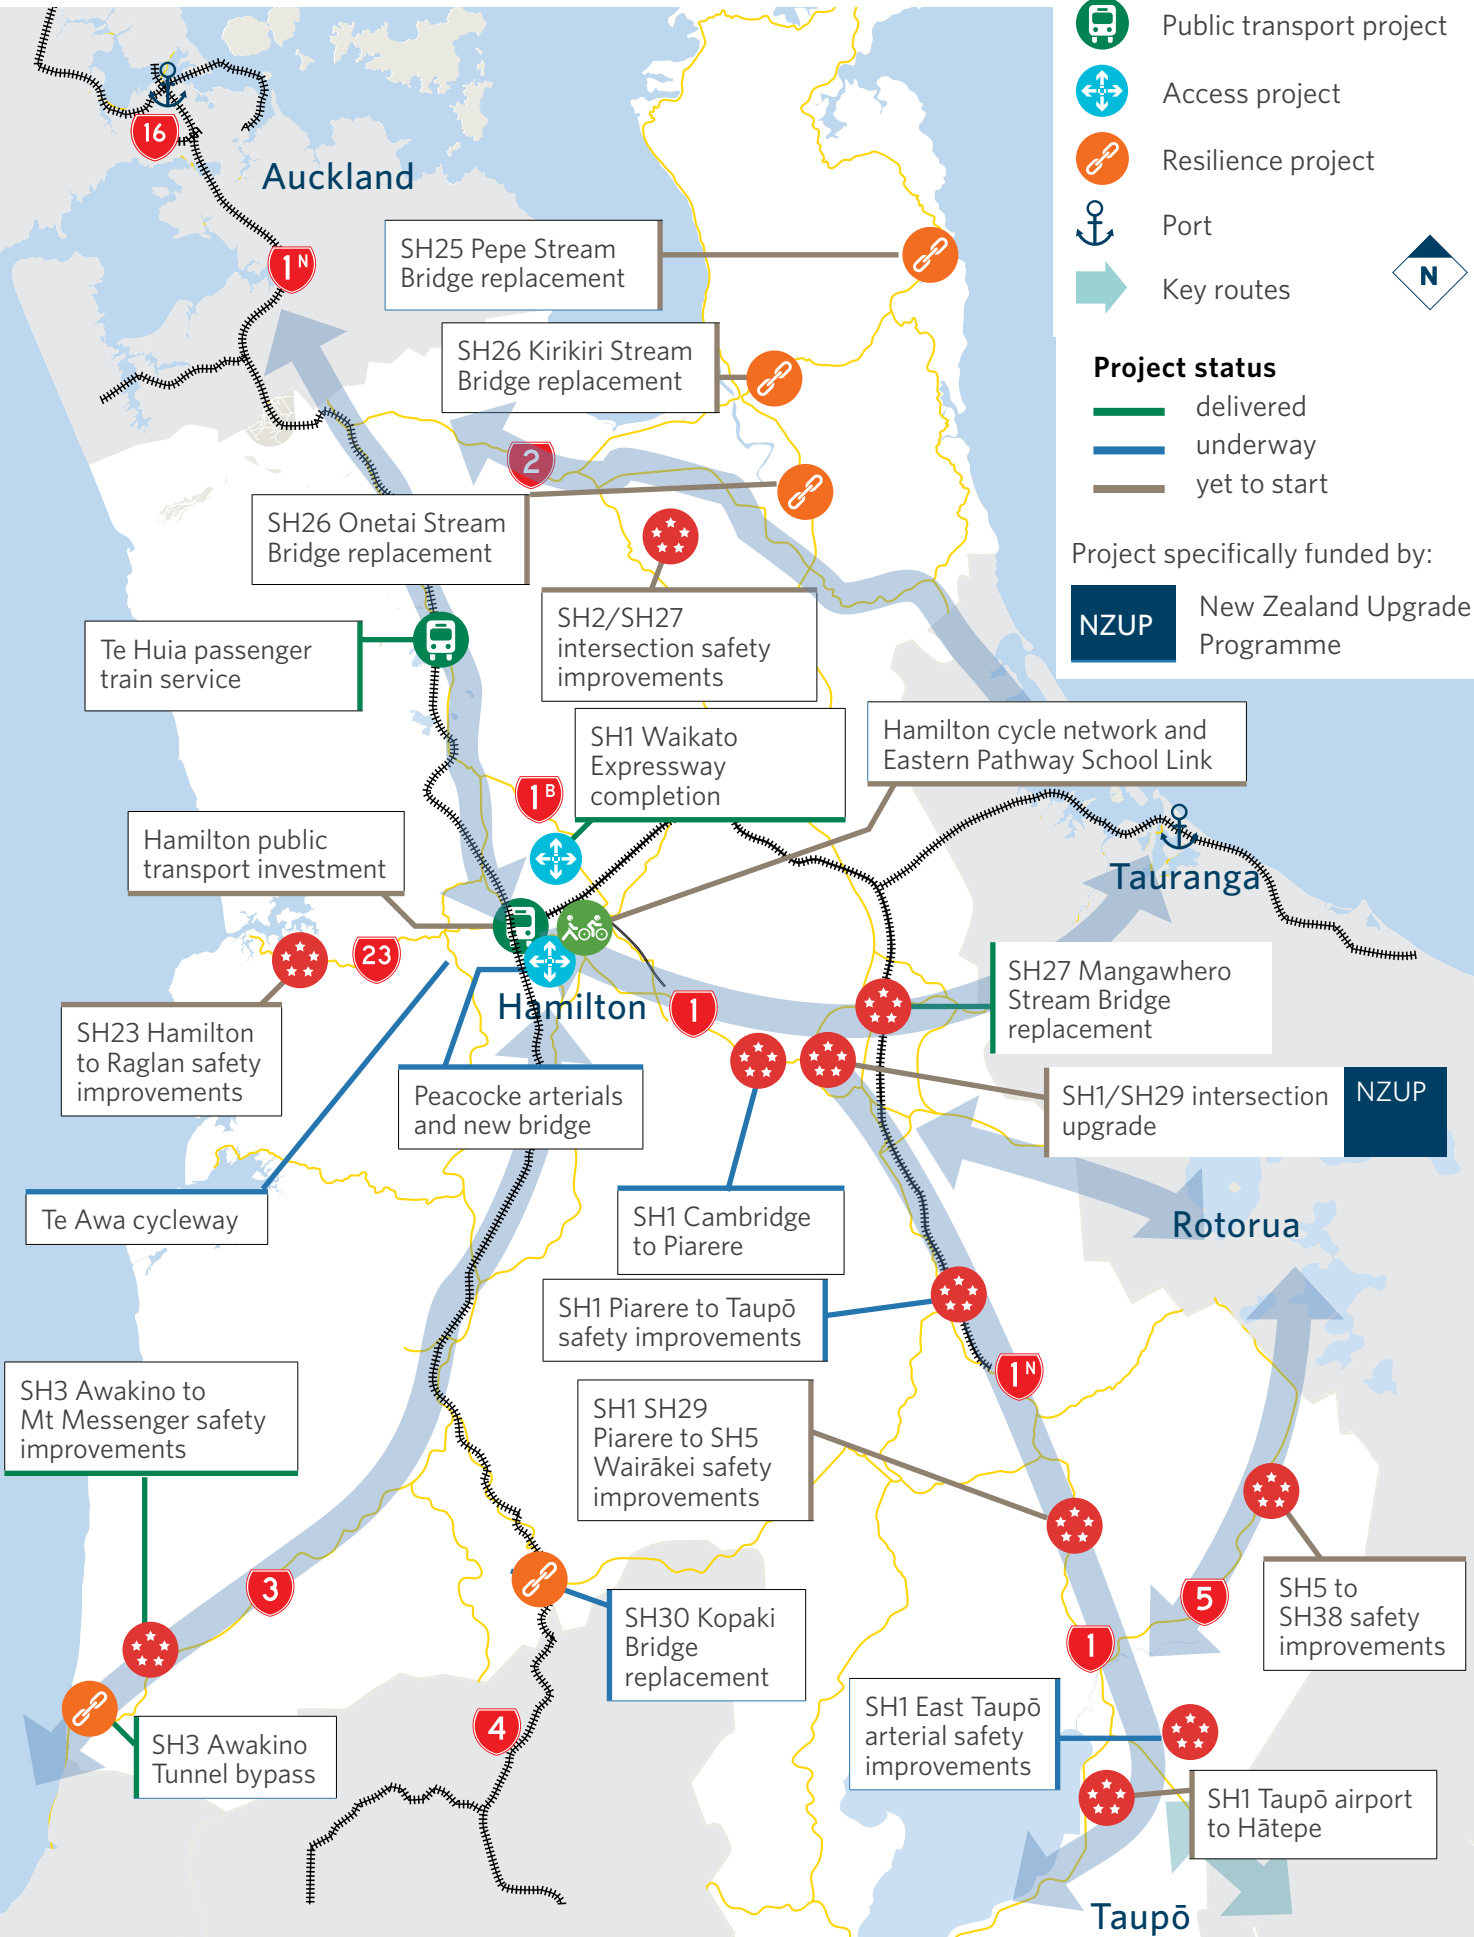 Public transport project
Access project
Resilience project
Port
Key routes
N
Project status
delivered
underway
yet to start
Project specifically funded by:
NZUP
New Zealand Upgrade
Programme
16
Auckland
1N
SH25 Pepe Stream
Bridge replacement
SH26 Kirikiri Stream
Bridge replacement
2
SH26 Onetai Stream
Bridge replacement
SH2/SH27
intersection safety
improvements
Te Huia passenger
train service
SH1 Waikato
Expressway
completion
Hamilton cycle network and
Eastern Pathway School Link
1B
Hamilton public
transport investment
Tauranga
23
SH27 Mangawhero
Stream Bridge
replacement
Hamilton
1
SH23 Hamilton
to Raglan safety
improvements
Peacocke arterials
and new bridge
SH1/SH29 intersection
upgrade
NZUP
Te Awa cycleway
SH1 Cambridge
to Piarere
Rotorua
SH1 Piarere to Taupō
safety improvements
1N
SH3 Awakino to
Mt Messenger safety
improvements
SH1 SH29
Piarere to SH5
Wairākei safety
improvements
3
5
SH5 to
SH38 safety
improvements
SH30 Kopaki
Bridge
replacement
1
4
SH1 East Taupō
arterial safety
improvements
SH3 Awakino
Tunnel bypass
SH1 Taupō airport
to Hātepe
Taupō